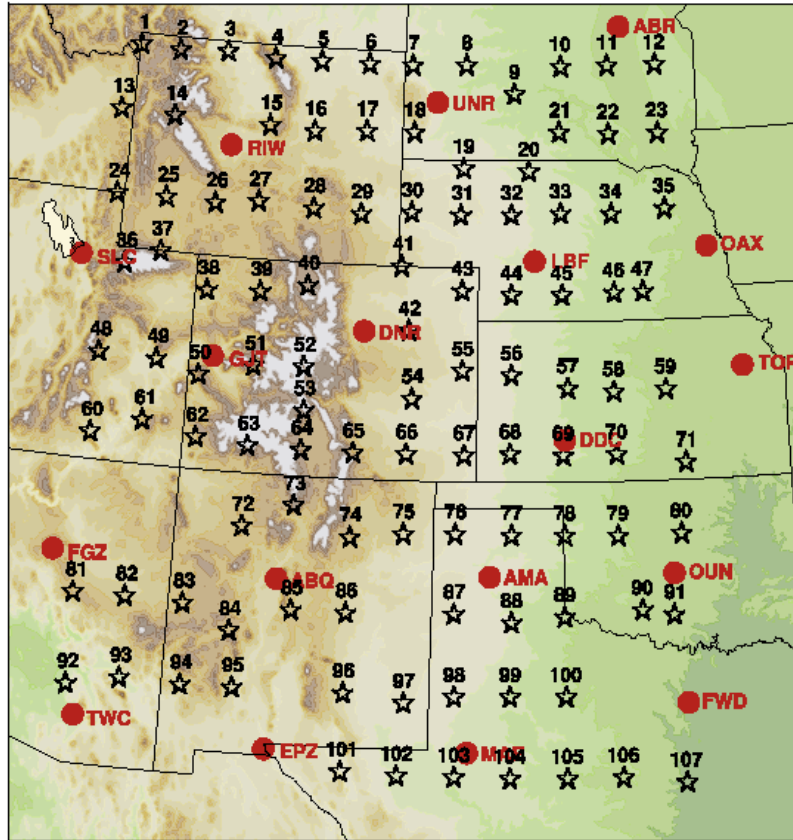 1 2 3 4 5 6 7 8 ABR
9 10 11 12
13 14 15 16 17 18 UNR 21 22 23
RIW 19 20
24 25 26 27 28 29 30 31 32 33 34 35
SLC 36 37 41 LBF OAX
38 39 40 43 44 45 46 47
42 DNR
48 49 50 GJT 51 52 55 56 57 58 59 TOP
53 54
60 61 62 63 64 65 66 67 68 69 DDC 70 71
72 73 74 75 76 77 78 79 80
FGZ
81 82 83 ABQ 85 86 AMA OUN
84 87 88 89 90 91
92 93 94 95 96 97 98 99 100
TWC FWD
EPZ 101 102 103 MAF 104 105 106 107